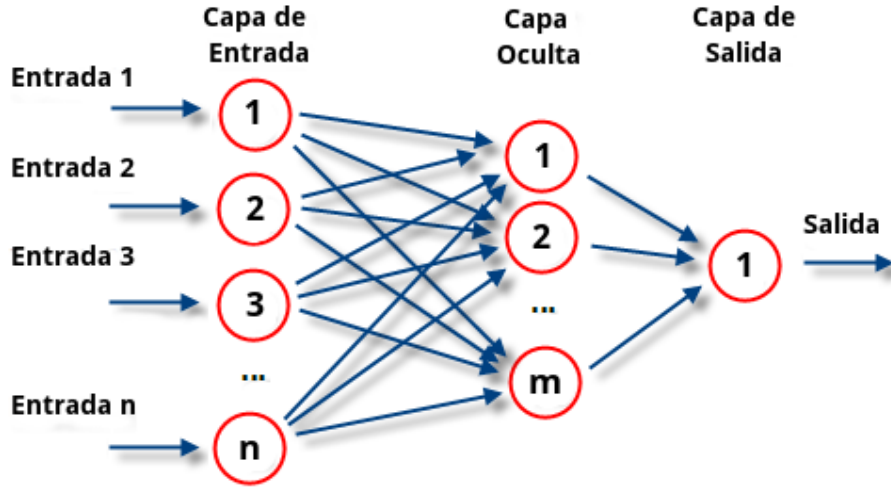 Capa de
Entrada
Capa
Oculta
Capa de
Salida
Entrada 1
1
Entrada 2
2
Entrada 3
3
...
Entrada n
n
1
2
...
m
1
Salida